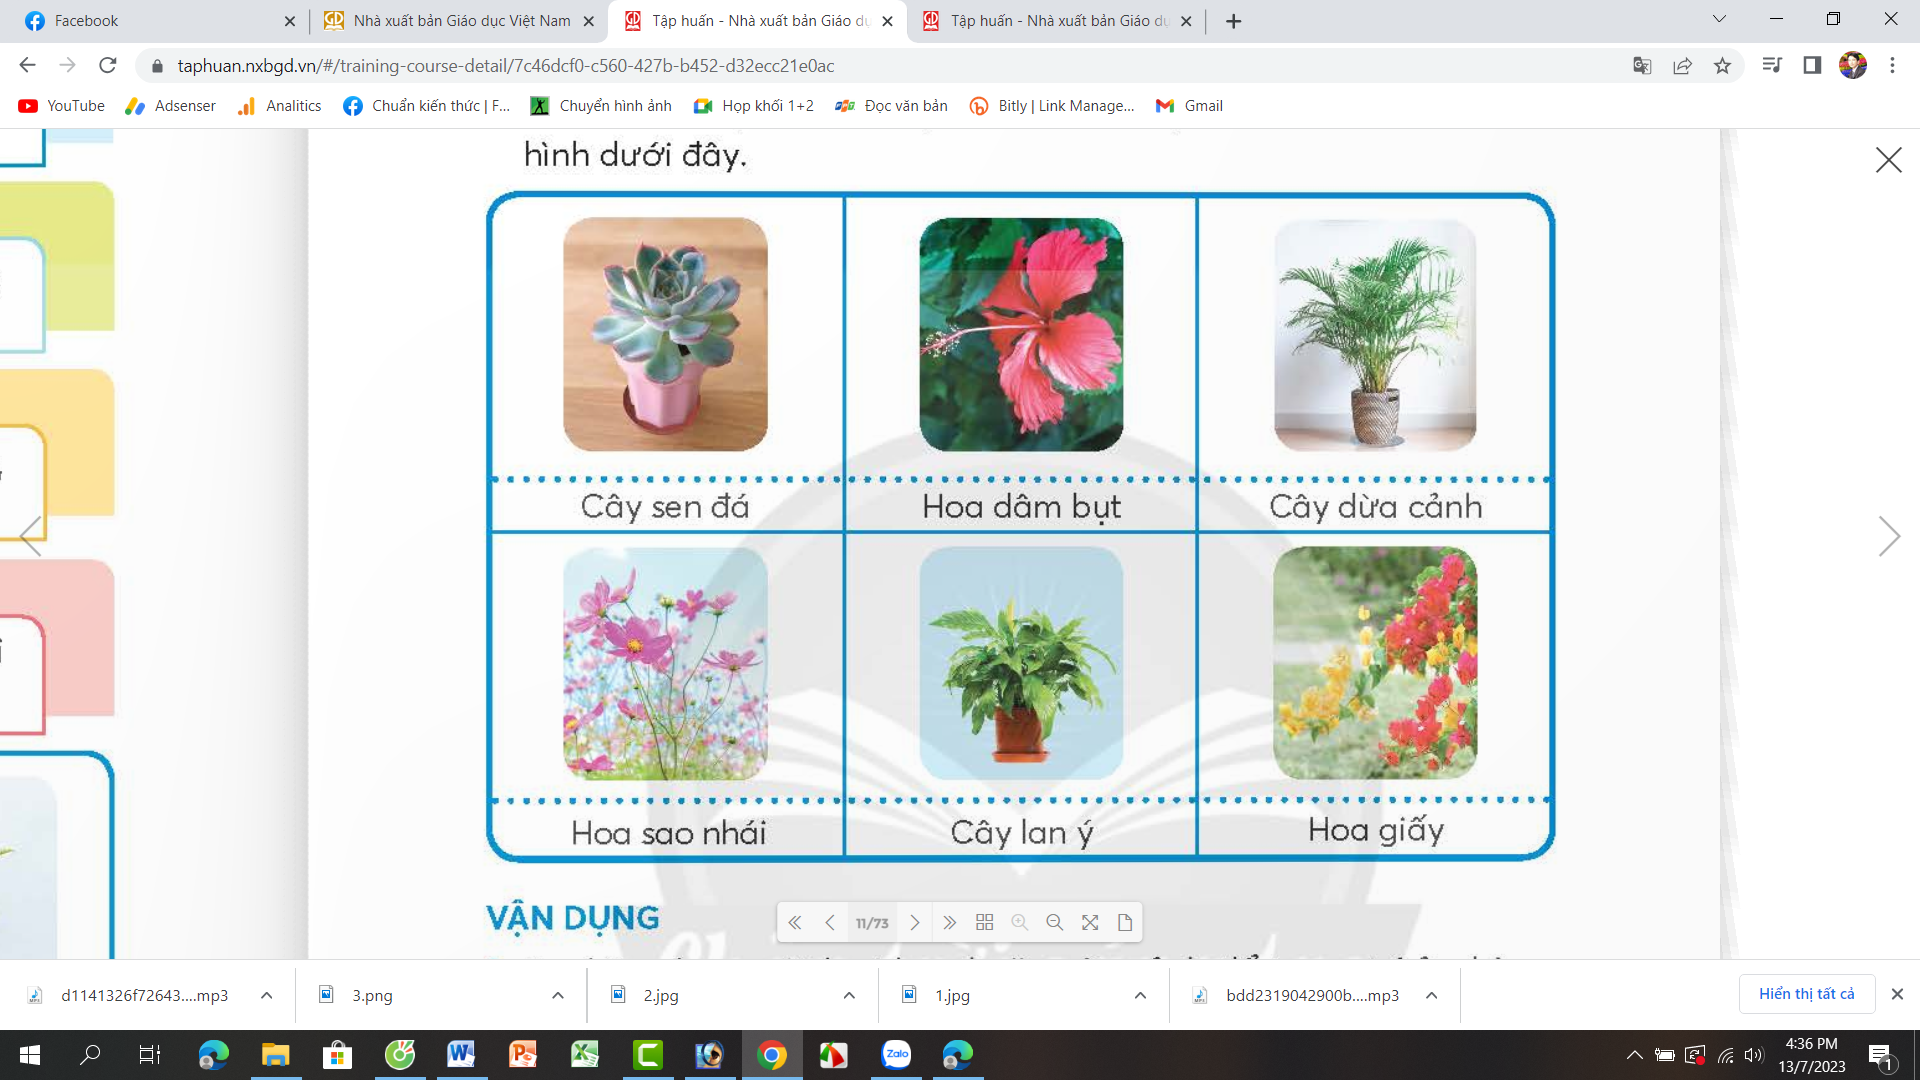 Facebook
Nhà xuất bản Giáo dục Việt Nam
Tập huấn - Nhà xuất bản Giáo dụ
Tập huấn - Nhà xuất bản Giáo dụ
taphuan.nxbgd.vn/#/training-course-detail/7c46dcf0-c560-427b-b452-d32ecc21e0ac
YouTube
Adsenser
Analitics
Chuẩn kiến thức | F...
Chuyển hình ảnh
Họp khối 1+2
Đọc văn bản
Bitly | Link Manage...
Gmail
hình dưới đây.
Cây sen đá
Hoa dâm bụt
Cây dừa cảnh
Hoa sao nhái
Cây lan ý
Hoa giấy
VẬN DỤNG
11/73
d1141326f72643....mp3
3.png
2.jpg
1.jpg
bdd2319042900b....mp3
Hiển thị tất cả
Zalo
4:36 PM
13/7/2023
1